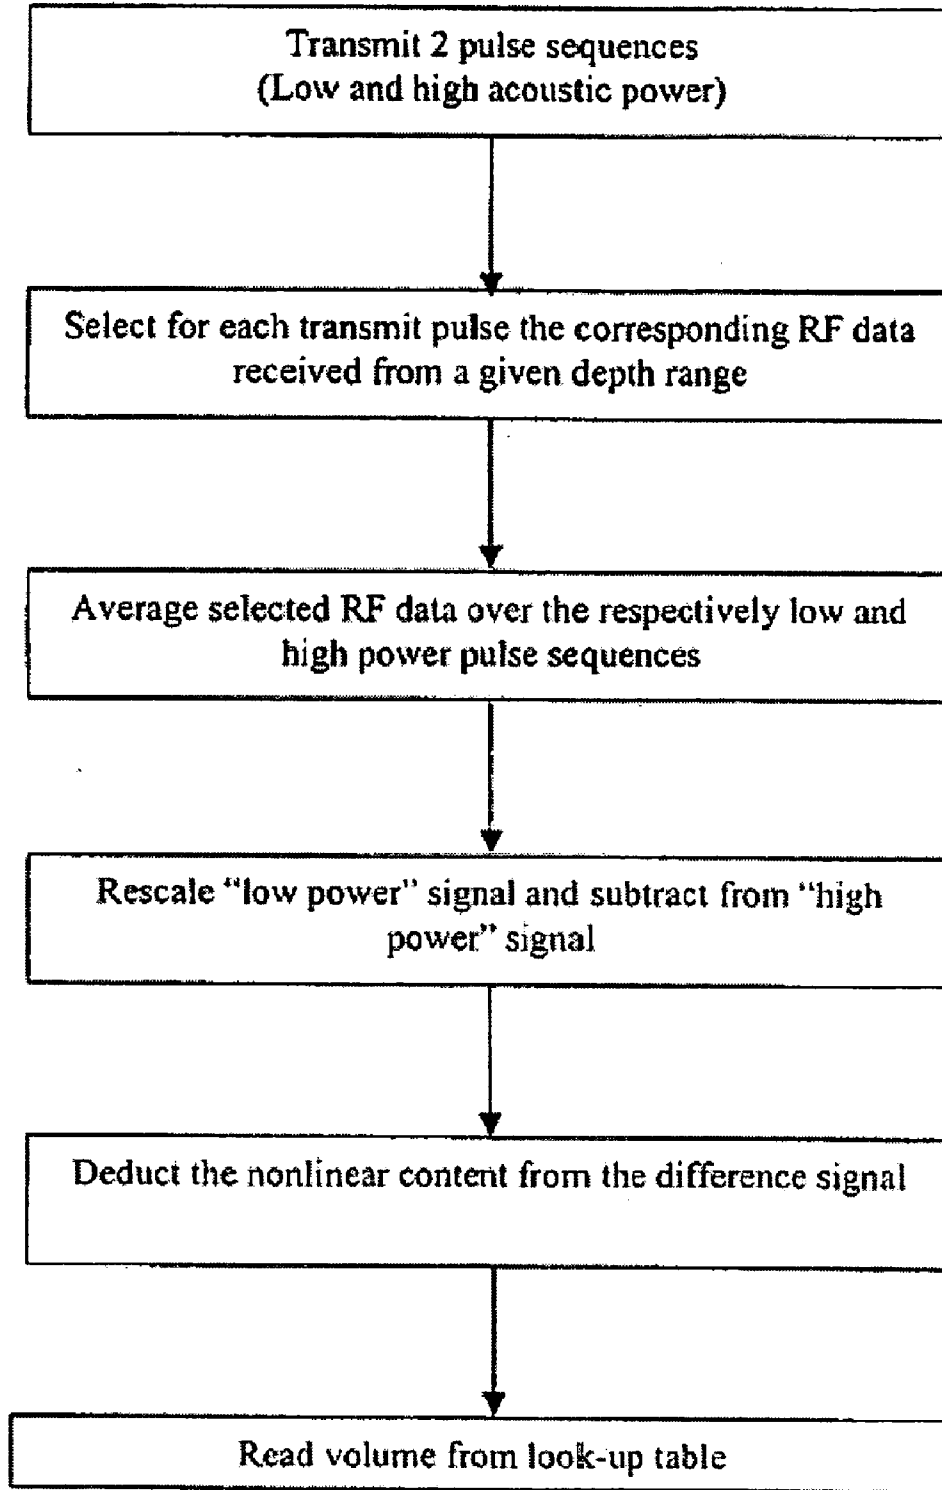 Transmit 2 pulse sequences
(Low and high acoustic power)
Select for each transmit pulse the corresponding RF data
received from a given depth range
Average selected RF data over the respectively low and
high power pulse sequences
Rescale “low power” signal and subtract from “high
power” signal
Deduct the nonlinear content from the difference signal
Read volume from look-up table